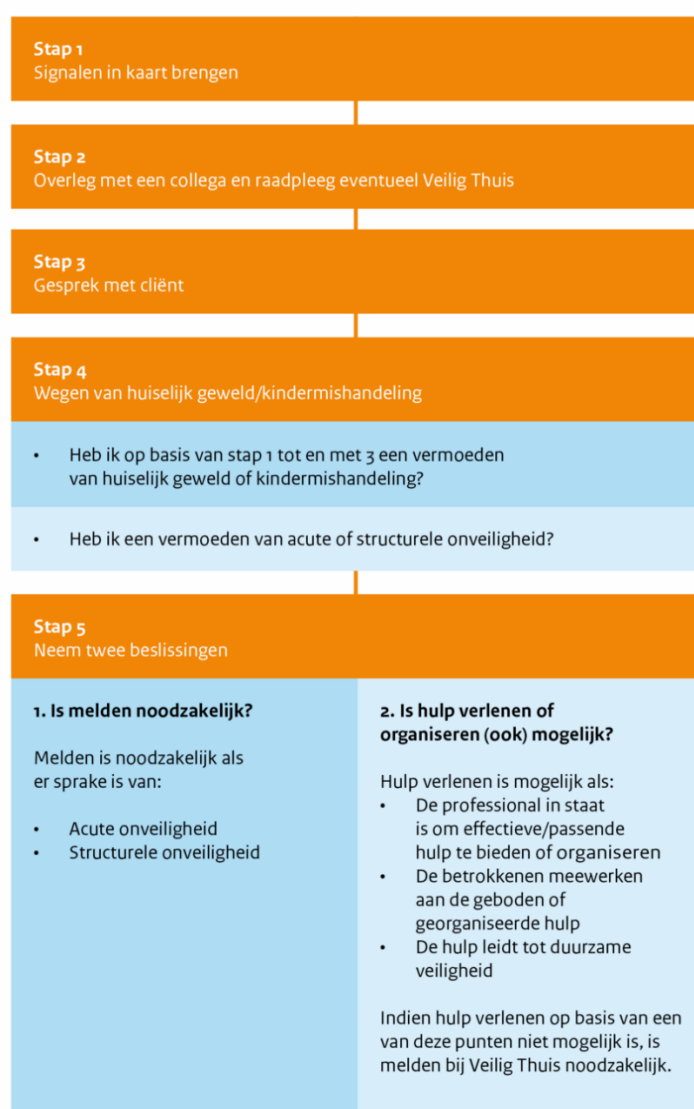 Stap 1
Signalen in kaart brengen
Stap 2
Overleg met een collega en raadpleeg eventueel Veilig Thuis
Stap 3
Gesprek met cliënt
Stap 4
Wegen van huiselijk geweld/kindermishandeling
• Heb ik op basis van stap 1 tot en met 3 een vermoeden
van huiselijk geweld of kindermishandeling?
• Heb ik een vermoeden van acute of structurele onveiligheid?
Stap 5
Neem twee beslissingen
1. Is melden noodzakelijk?
Melden is noodzakelijk als
er sprake is van:
• Acute onveiligheid
• Structurele onveiligheid
2. Is hulp verlenen of
organiseren (ook) mogelijk?
Hulp verlenen is mogelijk als:
• De professional in staat
is om effectieve/passende
hulp te bieden of organiseren
• De betrokkenen meewerken
aan de geboden of
georganiseerde hulp
• De hulp leidt tot duurzame
veiligheid
Indien hulp verlenen op basis van een
van deze punten niet mogelijk is, is
melden bij Veilig Thuis noodzakelijk.